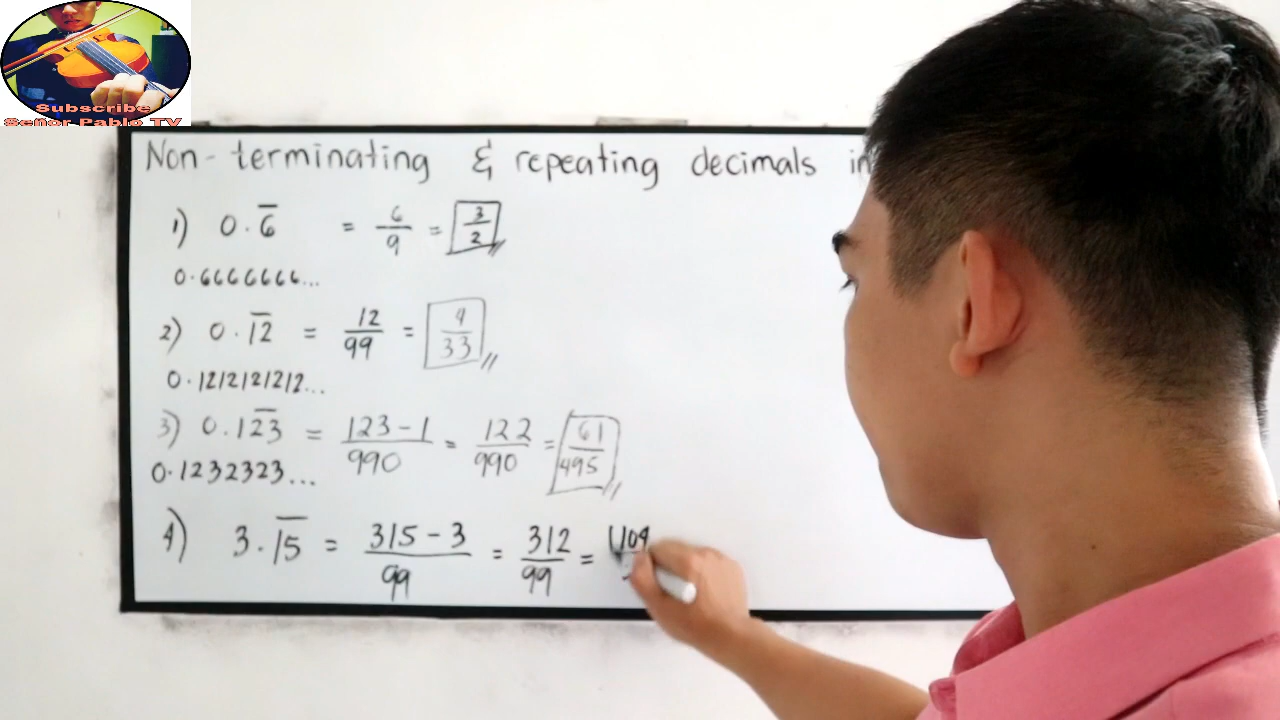 Subscribe
Señor Pablo TV
Non-terminating & repeating decimals in
1) 0.6̅ = 6/9 = 3/2
0.6666666...
2) 0.1̅2̅ = 12/99 = 4/33
0.1212121212...
3) 0.12̅3̅ = 123-1/990 = 122/990 = 61/495
0.1232323...
4) 3.1̅5̅ = 315-3/99 = 312/99 = 104